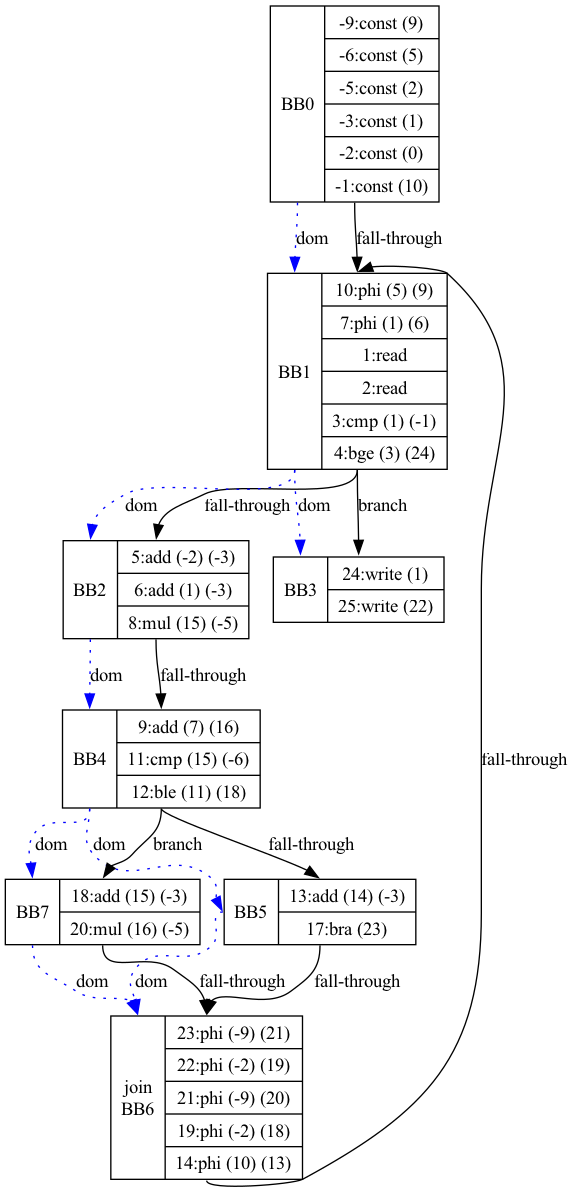 BB0
-9:const (9)
-6:const (5)
-5:const (2)
-3:const (1)
-2:const (0)
-1:const (10)
dom
fall-through
BB1
10:phi (5) (9)
7:phi (1) (6)
1:read
2:read
3:cmp (1) (-1)
4:bge (3) (24)
dom
fall-through
dom
branch
BB2
5:add (-2) (-3)
6:add (1) (-3)
8:mul (15) (-5)
BB3
24:write (1)
25:write (22)
dom
fall-through
BB4
9:add (7) (16)
11:cmp (15) (-6)
12:ble (11) (18)
fall-through
dom
dom
branch
fall-through
BB7
18:add (15) (-3)
20:mul (16) (-5)
BB5
13:add (14) (-3)
17:bra (23)
dom
dom
fall-through
fall-through
join
BB6
23:phi (-9) (21)
22:phi (-2) (19)
21:phi (-9) (20)
19:phi (-2) (18)
14:phi (10) (13)